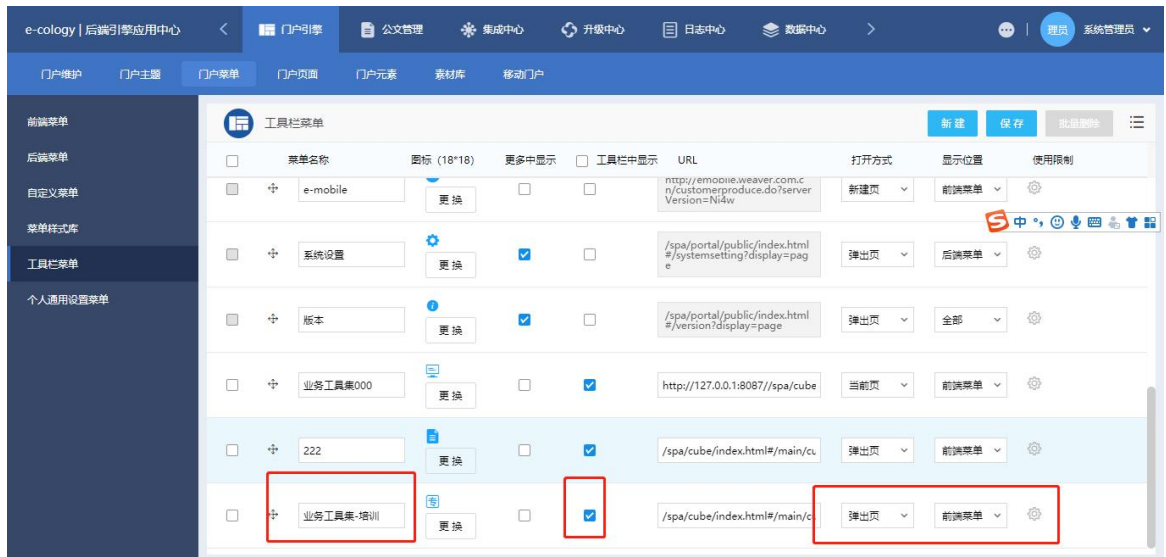 e-cology | 后端引擎应用中心
门户引擎
公文管理
集成中心
升级中心
日志中心
数据中心
理员
系统管理员
门户维护
门户主题
门户菜单
门户页面
门户元素
素材库
移动门户
前端菜单
后端菜单
自定义菜单
菜单样式库
工具栏菜单
个人通用设置菜单
工具栏菜单
新建
保存
批量删除
菜单名称
图标 (18*18)
更多中显示
工具栏中显示
URL
打开方式
显示位置
使用限制
e-mobile
更换
http://emobile.weaver.com.c
n/customerproduce.do?server
Version=Ni4w
新建页
前端菜单
中
系统设置
更换
/spa/portal/public/index.html
#/systemsetting?display=pag
e
弹出页
后端菜单
版本
更换
/spa/portal/public/index.html
#/version?display=page
弹出页
全部
业务工具集000
更换
http://127.0.0.1:8087//spa/cube
当前页
前端菜单
222
更换
/spa/cube/index.html#/main/cu
弹出页
前端菜单
业务工具集-培训
专
更换
/spa/cube/index.html#/main/c
弹出页
前端菜单